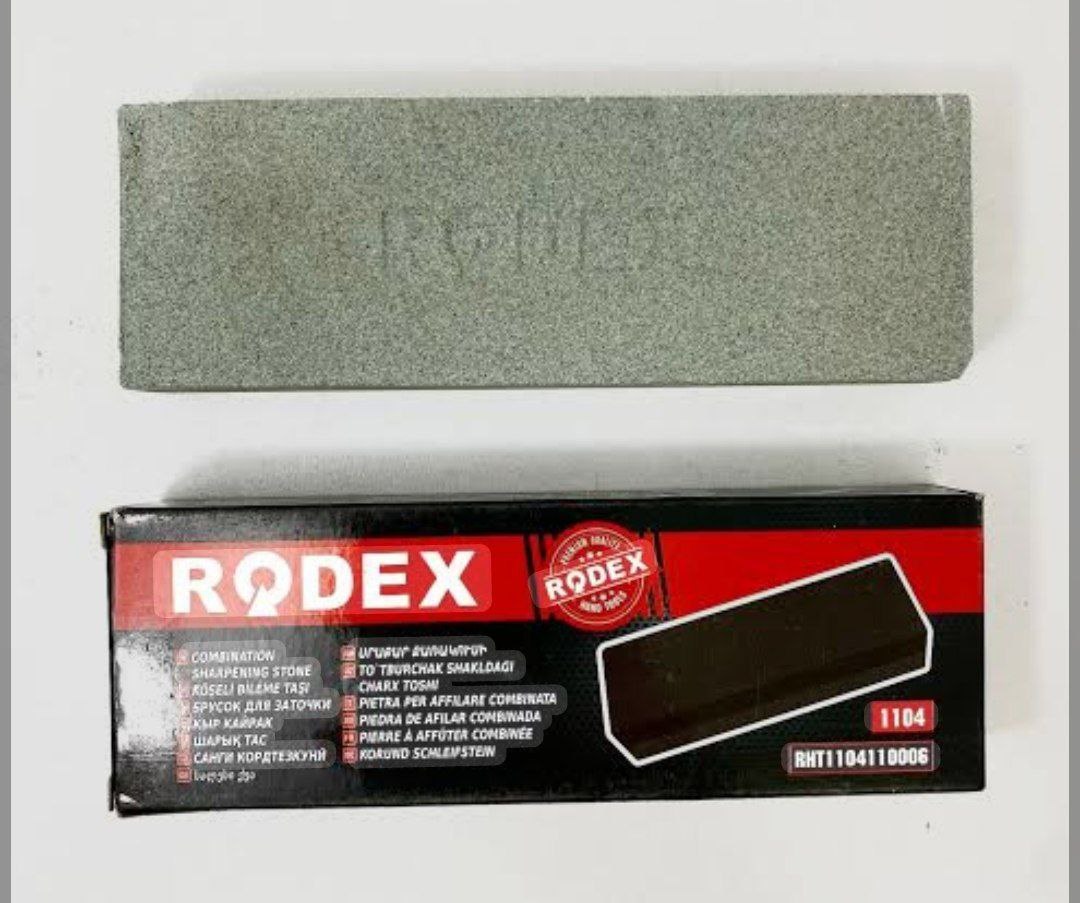 RODEX
PREMIUM QUALITY
RODEX
HAND TOOLS
COMBINATION
SHARPENING STONE
KÖŞELİ BİLEME TAŞI
БРУСОК ДЛЯ ЗАТОЧКИ
КЫР КАЙРАК
ШАРЫҚ ТАС
САНГИ КОРДТЕЗКУНӢ
TO`TBURCHAK SHAKLDAGI
CHARX TOSHI
PIETRA PER AFFILARE COMBINATA
PIEDRA DE AFILAR COMBINADA
PIERRE À AFFÛTER COMBINÉE
KORUND SCHLEIFSTEIN
1104
RHT1104110006